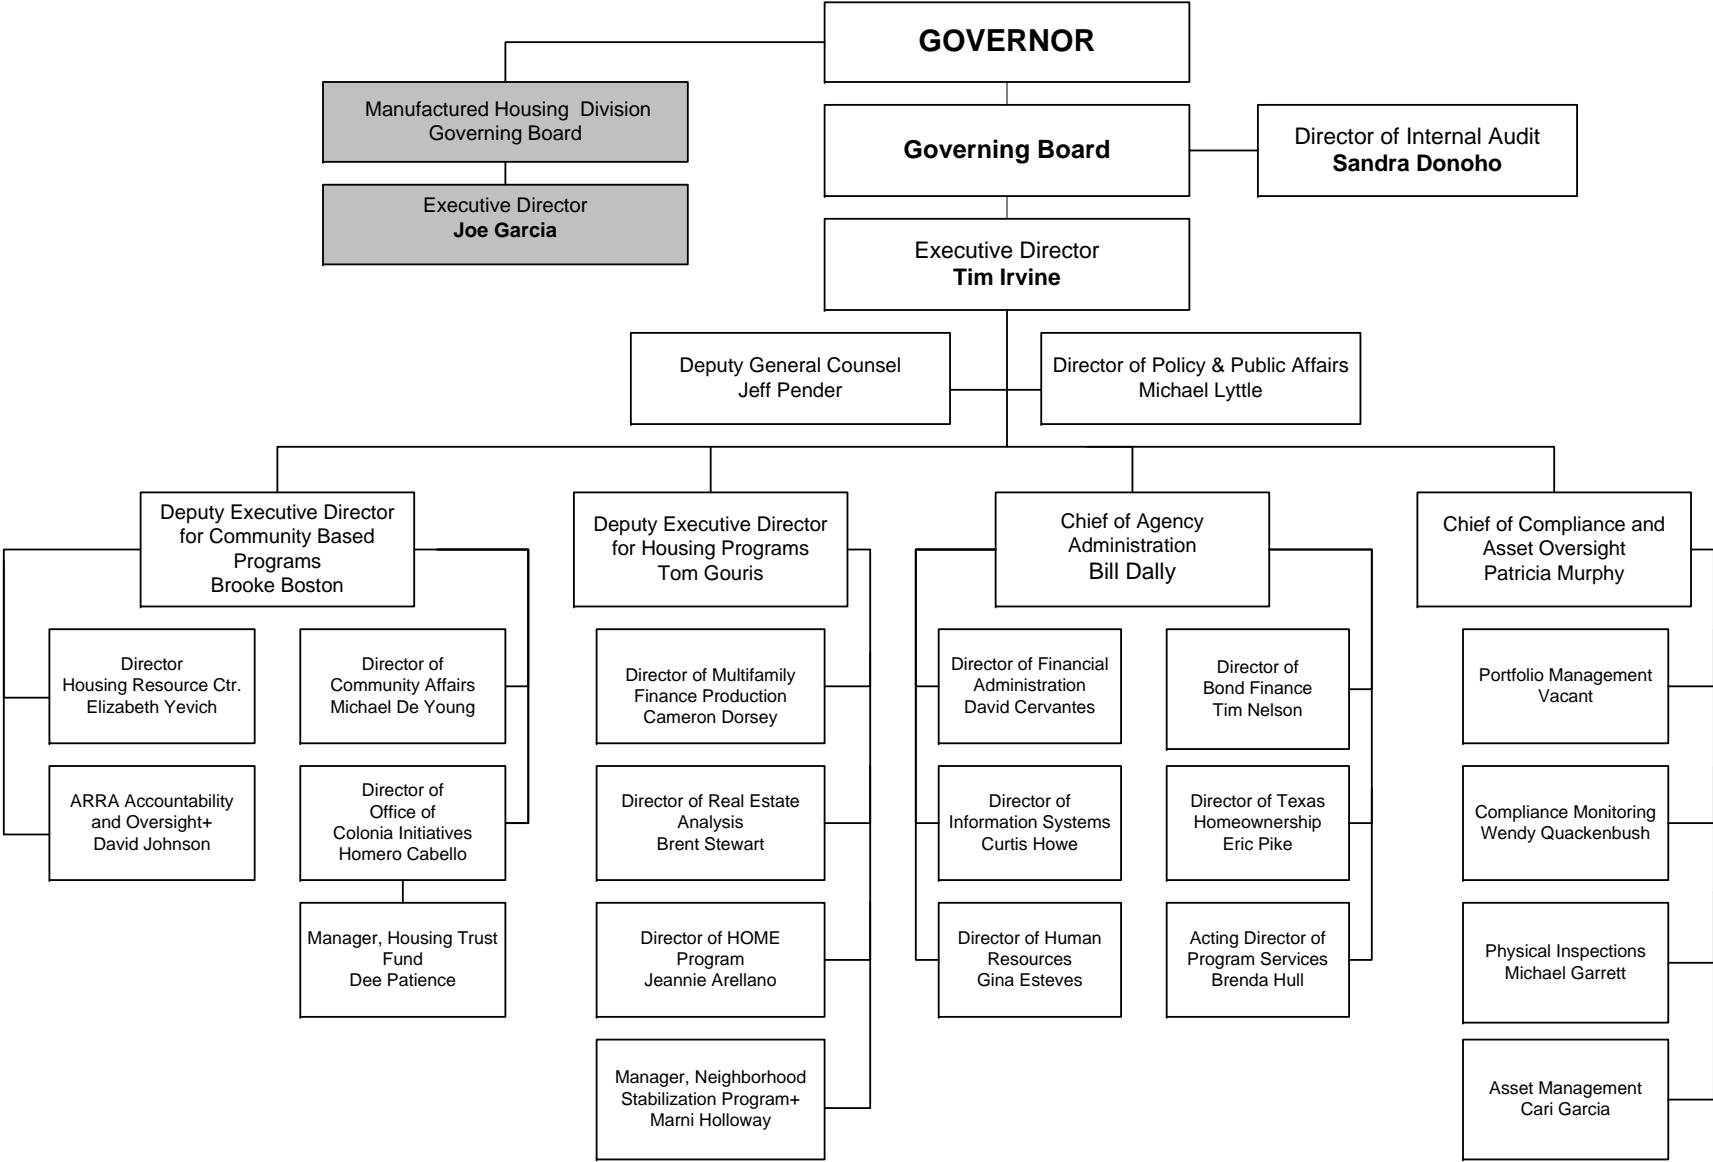 GOVERNOR
Manufactured Housing Division
Governing Board
Governing Board
Director of Internal Audit
Sandra Donoho
Executive Director
Joe Garcia
Executive Director
Tim Irvine
Deputy General Counsel
Jeff Pender
Director of Policy & Public Affairs
Michael Lyttle
Deputy Executive Director
for Community Based
Programs
Brooke Boston
Deputy Executive Director
for Housing Programs
Tom Gouris
Chief of Agency
Administration
Bill Dally
Chief of Compliance and
Asset Oversight
Patricia Murphy
Director
Housing Resource Ctr.
Elizabeth Yevich
Director of
Community Affairs
Michael De Young
Director of Multifamily
Finance Production
Cameron Dorsey
Director of Financial
Administration
David Cervantes
Director of
Bond Finance
Tim Nelson
Portfolio Management
Vacant
ARRA Accountability
and Oversight+
David Johnson
Director of
Office of
Colonia Initiatives
Homero Cabello
Director of Real Estate
Analysis
Brent Stewart
Director of
Information Systems
Curtis Howe
Director of Texas
Homeownership
Eric Pike
Compliance Monitoring
Wendy Quackenbush
Manager, Housing Trust
Fund
Dee Patience
Director of HOME
Program
Jeannie Arellano
Director of Human
Resources
Gina Esteves
Acting Director of
Program Services
Brenda Hull
Physical Inspections
Michael Garrett
Manager, Neighborhood
Stabilization Program+
Marni Holloway
Asset Management
Cari Garcia